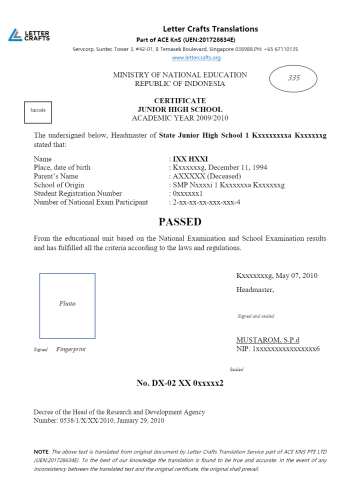 LETTER
CRAFTS
Letter Crafts Translations
Part of ACE KnS (UEN:201728634E)
Servcorp, Suntec Tower 3, #42-01, 8 Temasek Boulevard, Singapore 038988.PH: +65 67110135
www.lettercrafts.org
MINISTRY OF NATIONAL EDUCATION
REPUBLIC OF INDONESIA
335
barcode
CERTIFICATE
JUNIOR HIGH SCHOOL
ACADEMIC YEAR 2009/2010
The undersigned below, Headmaster of State Junior High School 1 Kxxxxxxxxa Kxxxxxxg
stated that:
Name : IXX HXXI
Place, date of birth : Kxxxxxxg, December 11, 1994
Parent's Name : AXXXXX (Deceased)
School of Origin : SMP Nxxxxi 1 Kxxxxxxa Kxxxxxxg
Student Registration Number : 0xxxxxx1
Number of National Exam Participant : 2-xx-xx-xx-xxx-xxx-4
PASSED
From the educational unit based on the National Examination and School Examination results
and has fulfilled all the criteria according to the laws and regulations.
Kxxxxxxxg, May 07, 2010
Headmaster,
Photo
Signed and sealed
MUSTAROM, S.P.d
NIP. 1xxxxxxxxxxxxxxxx6
Signed Fingerprint
Sealed
No. DX-02 XX 0xxxxx2
Decree of the Head of the Research and Development Agency
Number: 0538/1/X/XX/2010, January 29, 2010
NOTE: The above text is translated from original document by Letter Crafts Translation Service part of ACE KNS PTE LTD
(UEN:201728634E). To the best of our knowledge the translation is found to be true and accurate. In the event of any
inconsistency between the translated text and the original certificate, the original shall prevail.